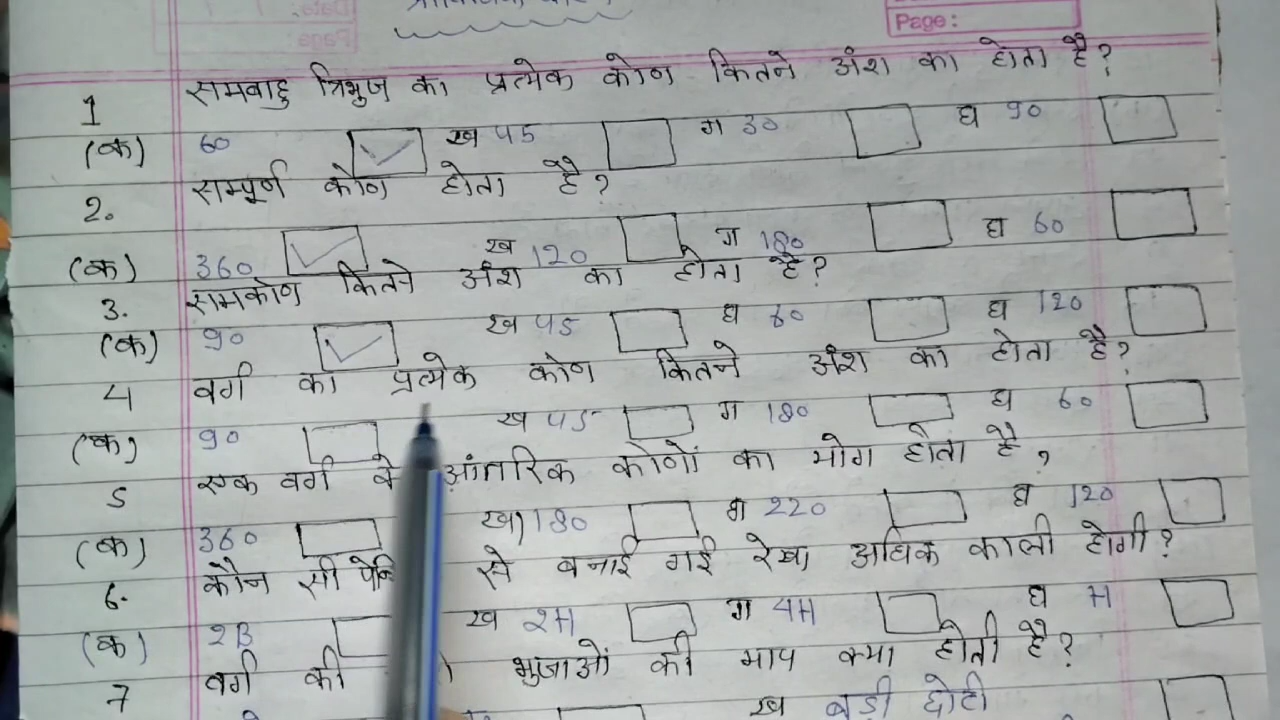 Page:
1 समबाहु त्रिभुज का प्रत्येक कोण कितने अंश का होता है?
(क) 60 ख 45 ग 30 घ 90
2. सम्पूर्ण कोण होता है?
(क) 360 ख 120 ग 180 घ 60
3. समकोण कितने अंश का होता है?
(क) 90 ख 45 घ 60 घ 120
4 वर्ग का प्रत्येक कोण कितने अंश का होता है?
(क) 90 ख 45 ग 180 घ 60
5 एक वर्ग के आंतरिक कोणों का योग होता है?
(क) 360 ख) 180 ग 220 घ 120
6. कौन सी से बनाई गई रेखा अधिक काली होगी?
(क) 2B ख 2H ग 4H घ H
7 वर्ग की भुजाओं की माप क्या होती है?
ख बड़ी छोटी